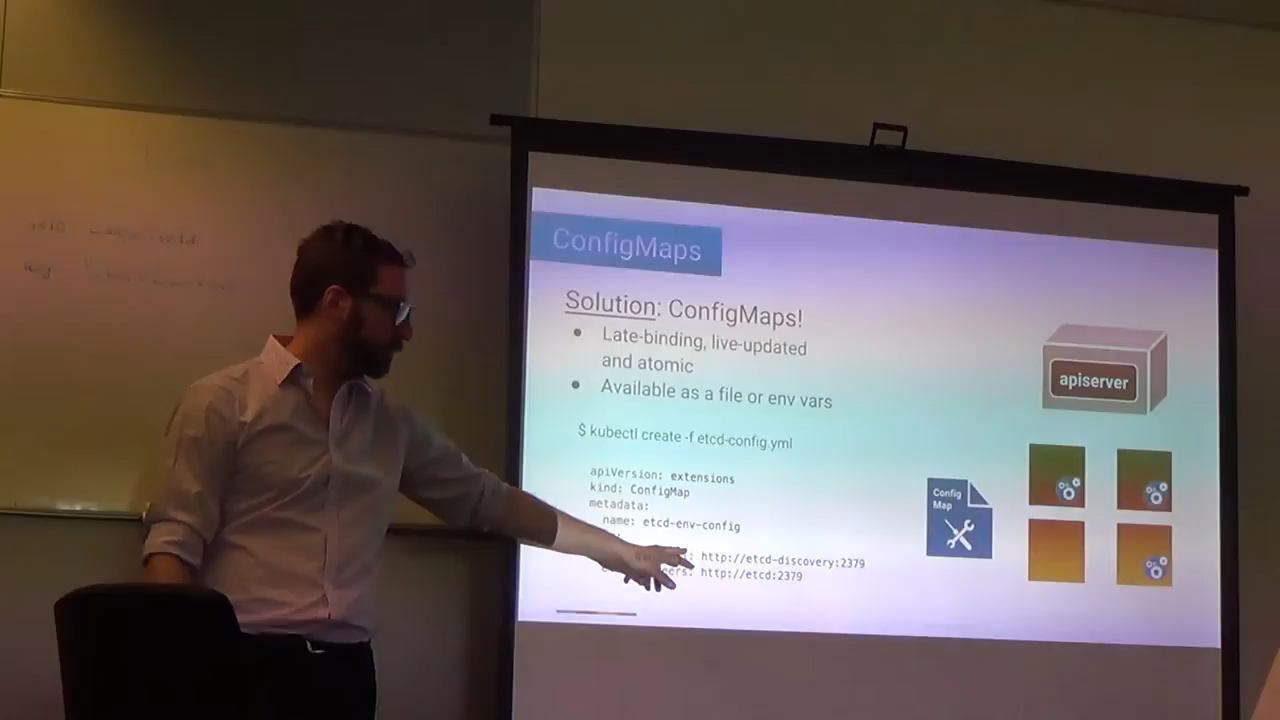 ConfigMaps
Solution: ConfigMaps!
Late-binding, live-updated
and atomic
Available as a file or env vars
$ kubectl create -f etcd-config.yml
apiVersion: extensions
kind: ConfigMap
metadata:
name: etcd-env-config
http://etcd-discovery:2379
http://etcd:2379
apiserver
Config
Map